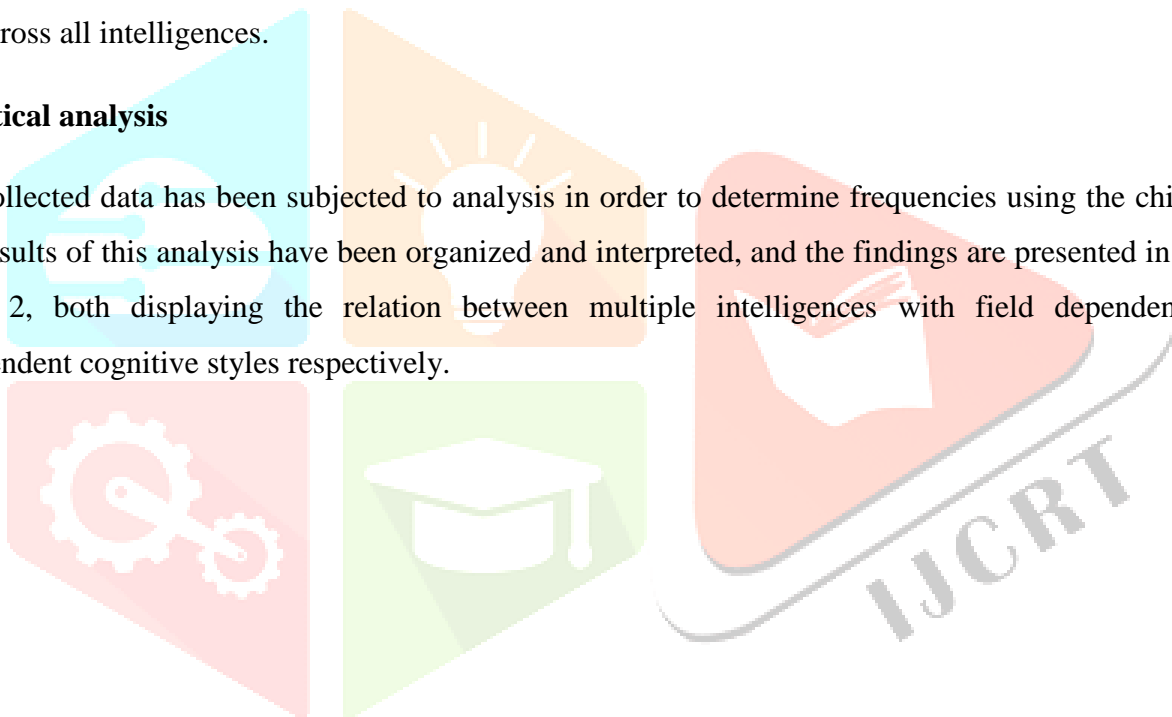 ross all intelligences.
tical analysis
ollected data has been subjected to analysis in order to determine frequencies using the chi
sults of this analysis have been organized and interpreted, and the findings are presented in
2, both displaying the relation between multiple intelligences with field dependen
ndent cognitive styles respectively.
IJCRT